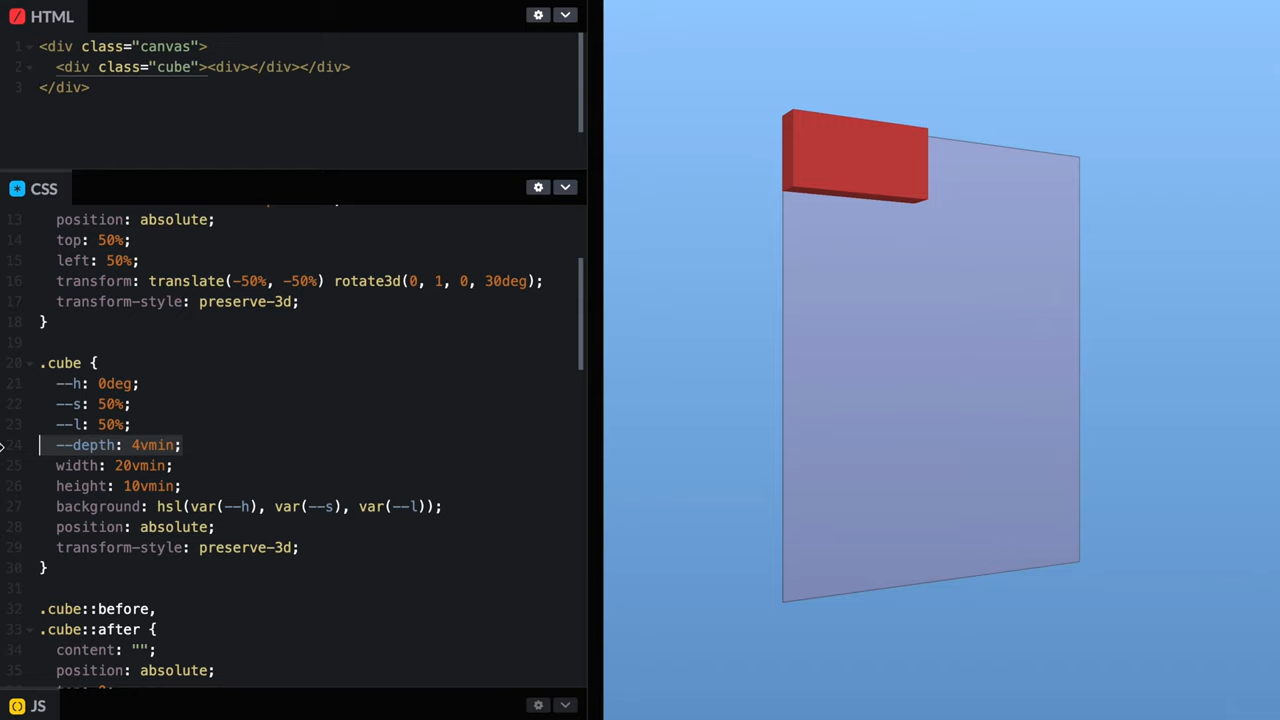 HTML
1 <div class="canvas">
2 <div class="cube"><div></div></div>
3 </div>
CSS
13 position: absolute;
14 top: 50%;
15 left: 50%;
16 transform: translate(-50%, -50%) rotate3d(0, 1, 0, 30deg);
17 transform-style: preserve-3d;
18 }
19
20 .cube {
21 --h: 0deg;
22 --s: 50%;
23 --l: 50%;
24 --depth: 4vmin;
25 width: 20vmin;
26 height: 10vmin;
27 background: hsl(var(--h), var(--s), var(--l));
28 position: absolute;
29 transform-style: preserve-3d;
30 }
31
32 .cube::before,
33 .cube::after {
34 content: "";
35 position: absolute;
JS